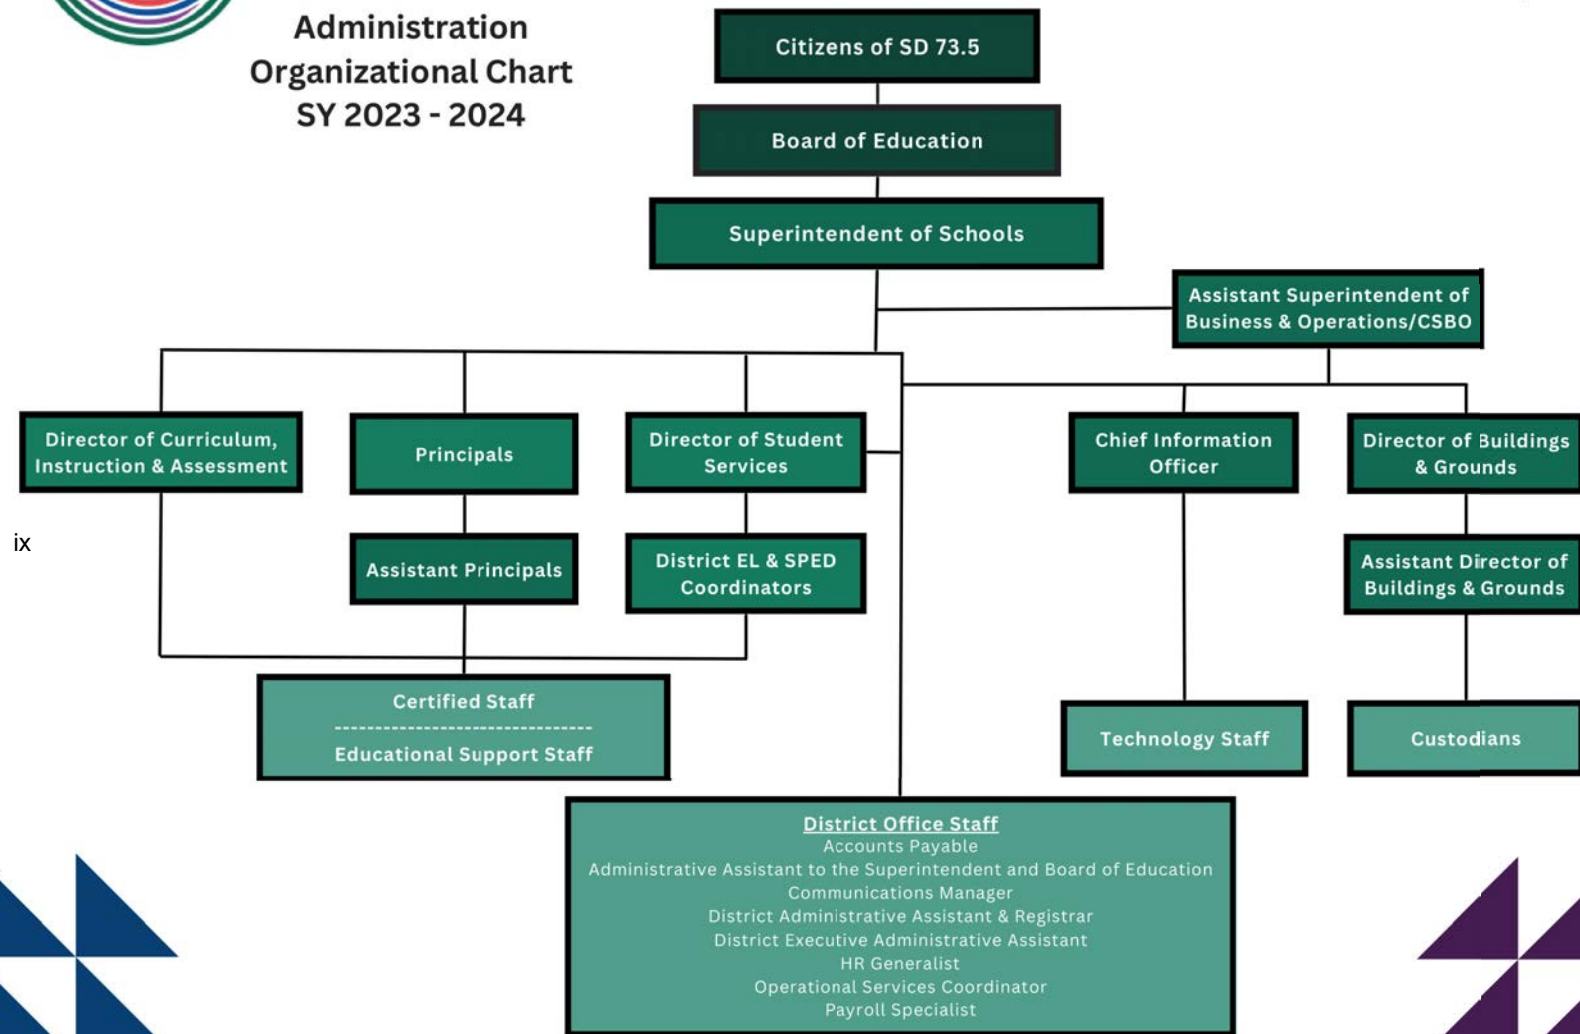 Administration
Organizational Chart
SY 2023 - 2024
Citizens of SD 73.5
Board of Education
Superintendent of Schools
Assistant Superintendent of
Business & Operations/CSBO
Director of Curriculum,
Instruction & Assessment
Principals
Director of Student
Services
Chief Information
Officer
Director of Buildings
& Grounds
ix
Assistant Principals
District EL & SPED
Coordinators
Assistant Director of
Buildings & Grounds
Certified Staff
--------------------------------
Educational Support Staff
Technology Staff
Custodians
District Office Staff
Accounts Payable
Administrative Assistant to the Superintendent and Board of Education
Communications Manager
District Administrative Assistant & Registrar
District Executive Administrative Assistant
HR Generalist
Operational Services Coordinator
Payroll Specialist